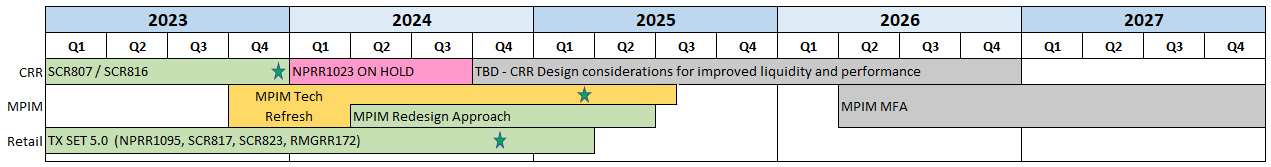 2023 2024 2025 2026 2027
Q1 Q2 Q3 Q4 Q1 Q2 Q3 Q4 Q1 Q2 Q3 Q4 Q1 Q2 Q3 Q4 Q1 Q2 Q3 Q4
CRR SCR807 / SCR816 NPRR1023 ON HOLD TBD - CRR Design considerations for improved liquidity and performance
MPIM MPIM Tech
Refresh MPIM Redesign Approach MPIM MFA
Retail TX SET 5.0 (NPRR1095, SCR817, SCR823, RMGRR172)